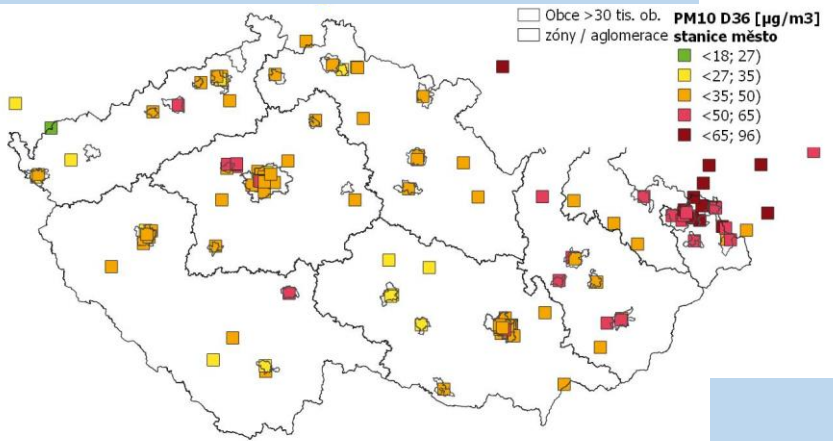 Obce >30 tis. ob.
zóny / aglomerace
PM10 D36 [µg/m3]
stanice město
<18; 27)
<27; 35)
<35; 50)
<50; 65)
<65; 96)